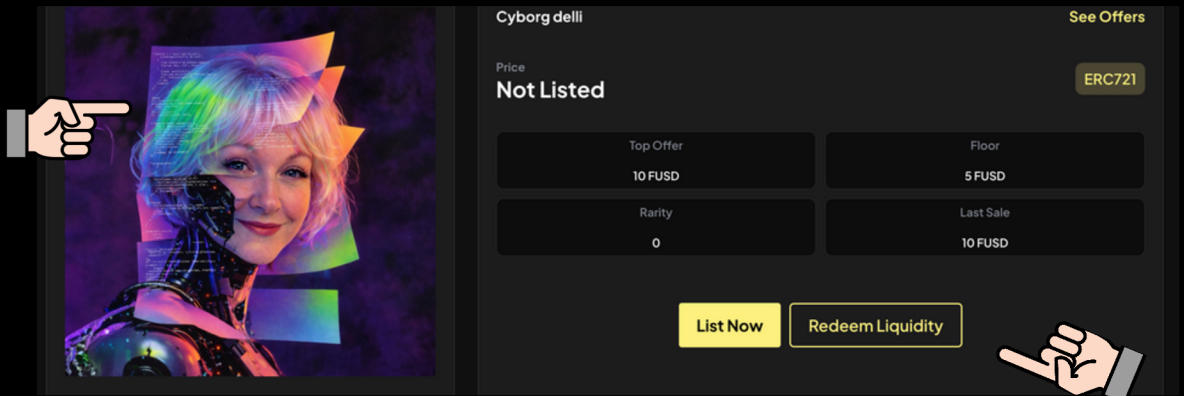 Cyborg delli
See Offers
Price
Not Listed
ERC721
Top Offer
10 FUSD
Floor
5 FUSD
Rarity
0
Last Sale
10 FUSD
List Now
Redeem Liquidity